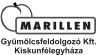 MARILLEN
Gyümölcsfeldolgozó Kft.
Kiskunfélegyháza